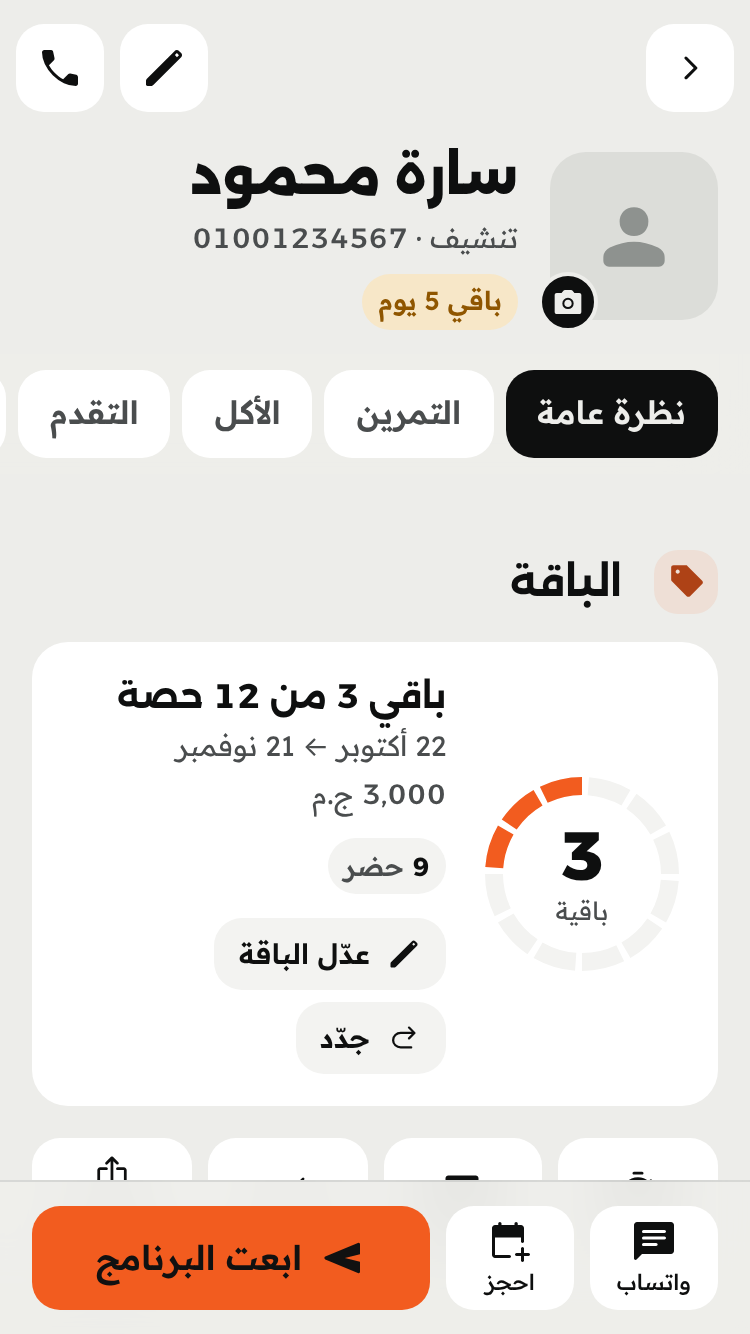 سارة محمود
تنشيف · 01001234567
باقي 5 يوم
نظرة عامة
التمرين
الأكل
التقدم
الباقة
باقي 3 من 12 حصة
22 أكتوبر ← 21 نوفمبر
3,000 ج.م
9 حضر
عدّل الباقة
جدّد
3
باقية
واتساب
احجز
ابعت البرنامج